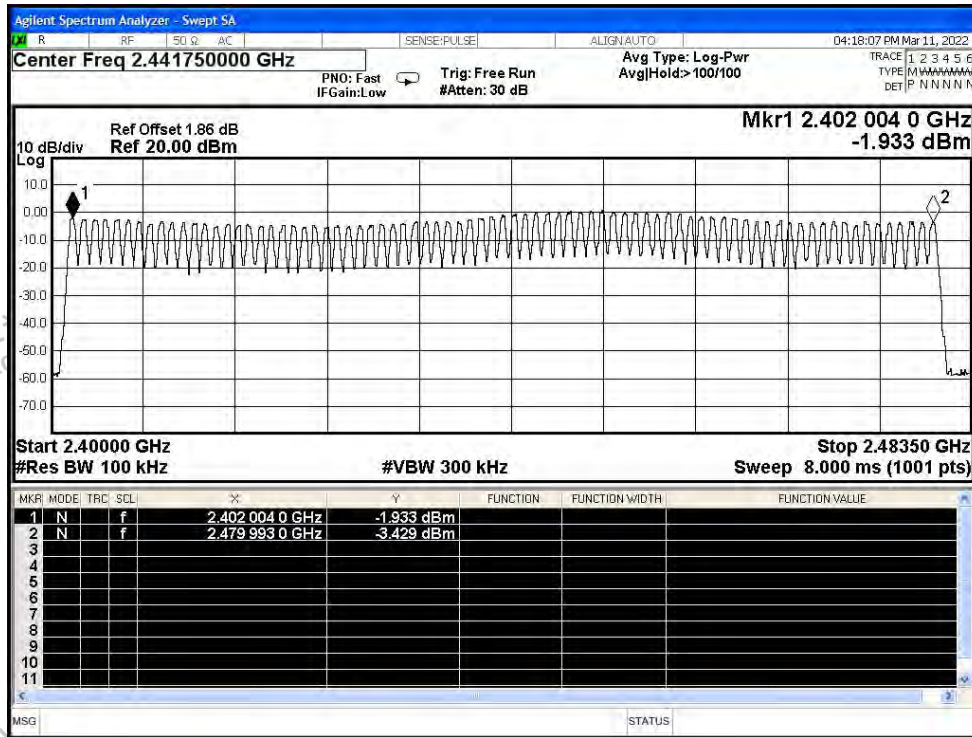 Agilent Spectrum Analyzer - Swept SA
LXI R RF 50 Ω AC SENSE:PULSE ALIGN AUTO 04:18:07 PM Mar 11, 2022
Center Freq 2.441750000 GHz
PNO: Fast Trig: Free Run
IFGain:Low #Atten: 30 dB
Avg Type: Log-Pwr
Avg|Hold:>100/100
TRACE 1 2 3 4 5 6
TYPE MWWWWW
DET P N N N N N
Mkr1 2.402 004 0 GHz
-1.933 dBm
Ref Offset 1.86 dB
10 dB/div Ref 20.00 dBm
Log
1
2
10.0
0.00
-10.0
-20.0
-30.0
-40.0
-50.0
-60.0
-70.0
Start 2.40000 GHz Stop 2.48350 GHz
#Res BW 100 kHz #VBW 300 kHz Sweep 8.000 ms (1001 pts)
MKR MODE TRC SCL X Y FUNCTION FUNCTION WIDTH FUNCTION VALUE
1 N f 2.402 004 0 GHz -1.933 dBm
2 N f 2.479 993 0 GHz -3.429 dBm
3
4
5
6
7
8
9
10
11
MSG STATUS